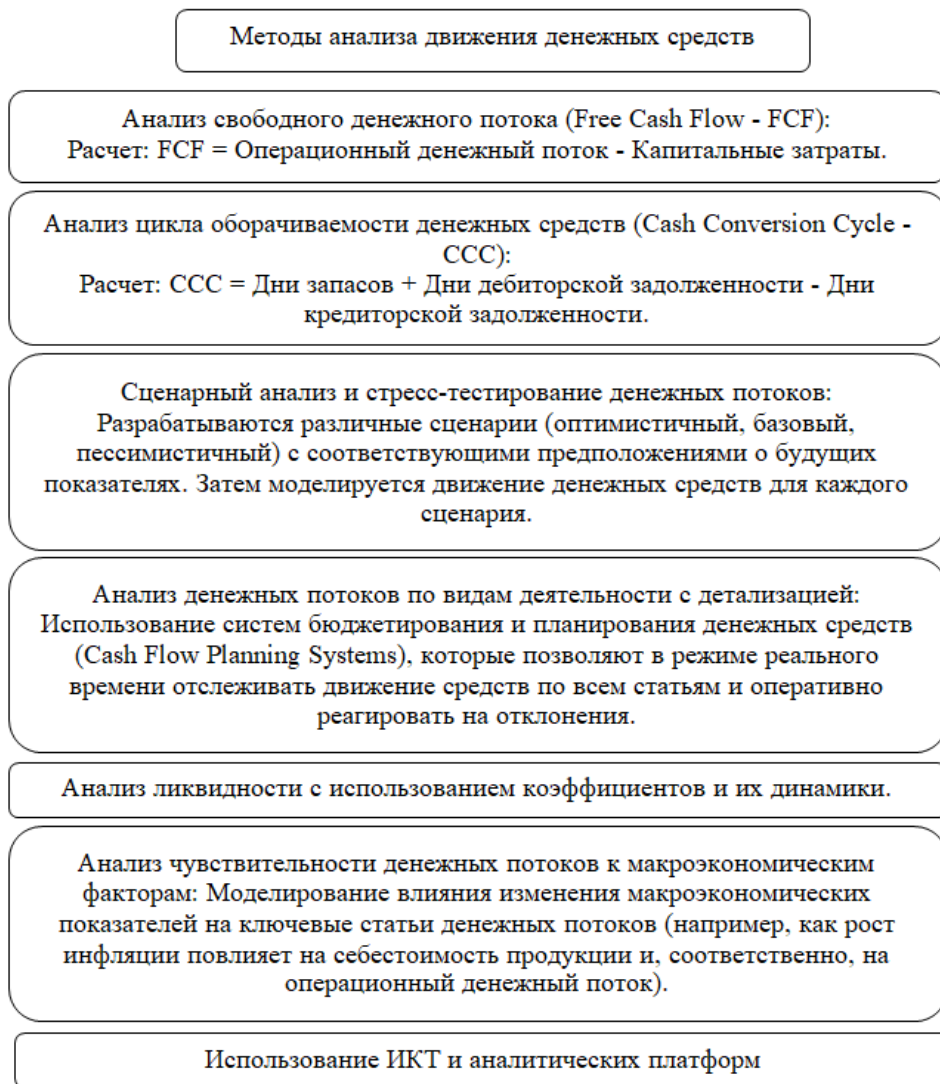 Методы анализа движения денежных средств
Анализ свободного денежного потока (Free Cash Flow - FCF):
Расчет: FCF = Операционный денежный поток - Капитальные затраты.
Анализ цикла оборачиваемости денежных средств (Cash Conversion Cycle -
CCC):
Расчет: CCC = Дни запасов + Дни дебиторской задолженности - Дни
кредиторской задолженности.
Сценарный анализ и стресс-тестирование денежных потоков:
Разрабатываются различные сценарии (оптимистичный, базовый,
пессимистичный) с соответствующими предположениями о будущих
показателях. Затем моделируется движение денежных средств для каждого
сценария.
Анализ денежных потоков по видам деятельности с детализацией:
Использование систем бюджетирования и планирования денежных средств
(Cash Flow Planning Systems), которые позволяют в режиме реального
времени отслеживать движение средств по всем статьям и оперативно
реагировать на отклонения.
Анализ ликвидности с использованием коэффициентов и их динамики.
Анализ чувствительности денежных потоков к макроэкономическим
факторам: Моделирование влияния изменения макроэкономических
показателей на ключевые статьи денежных потоков (например, как рост
инфляции повлияет на себестоимость продукции и, соответственно, на
операционный денежный поток).
Использование ИКТ и аналитических платформ